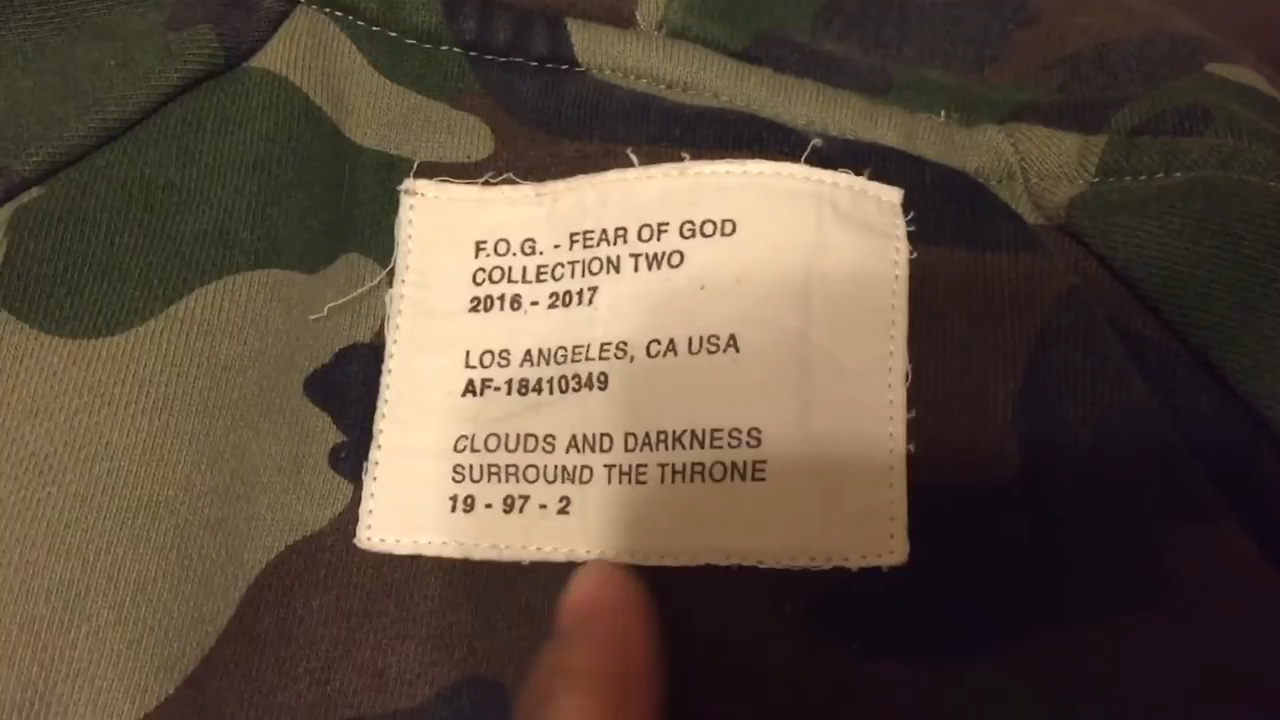 F.O.G. - FEAR OF GOD
COLLECTION TWO
2016 - 2017
LOS ANGELES, CA USA
AF-18410349
CLOUDS AND DARKNESS
SURROUND THE THRONE
19 - 97 - 2